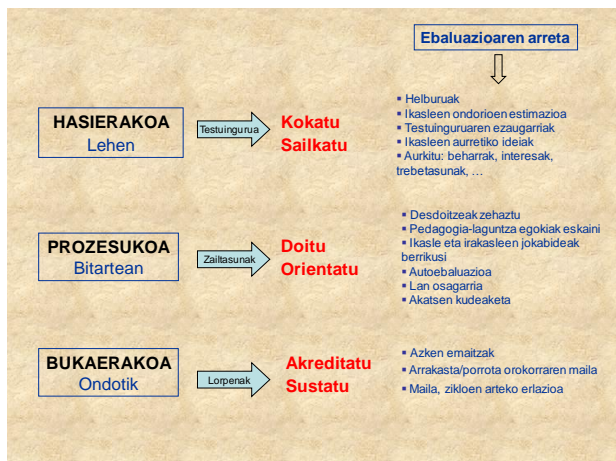 Ebaluazioaren arreta
HASIERAKOA
Lehen
Testuingurua
Kokatu
Sailkatu
▪ Helburuak
▪ Ikasleen ondorioen estimazioa
▪ Testuinguruaren ezaugarriak
▪ Ikasleen aurretiko ideiak
▪ Aurkitu: beharrak, interesak,
trebetasunak, …
PROZESUKOA
Bitartean
Zailtasunak
Doitu
Orientatu
▪ Desdoitzeak zehaztu
▪ Pedagogia-laguntza egokiak eskaini
▪ Ikasle eta irakasleen jokabideak
berrikusi
▪ Autoebaluazioa
▪ Lan osagarria
▪ Akatsen kudeaketa
BUKAERAKOA
Ondotik
Lorpenak
Akreditatu
Sustatu
▪ Azken emaitzak
▪ Arrakasta/porrota orokorraren maila
▪ Maila, zikloen arteko erlazioa